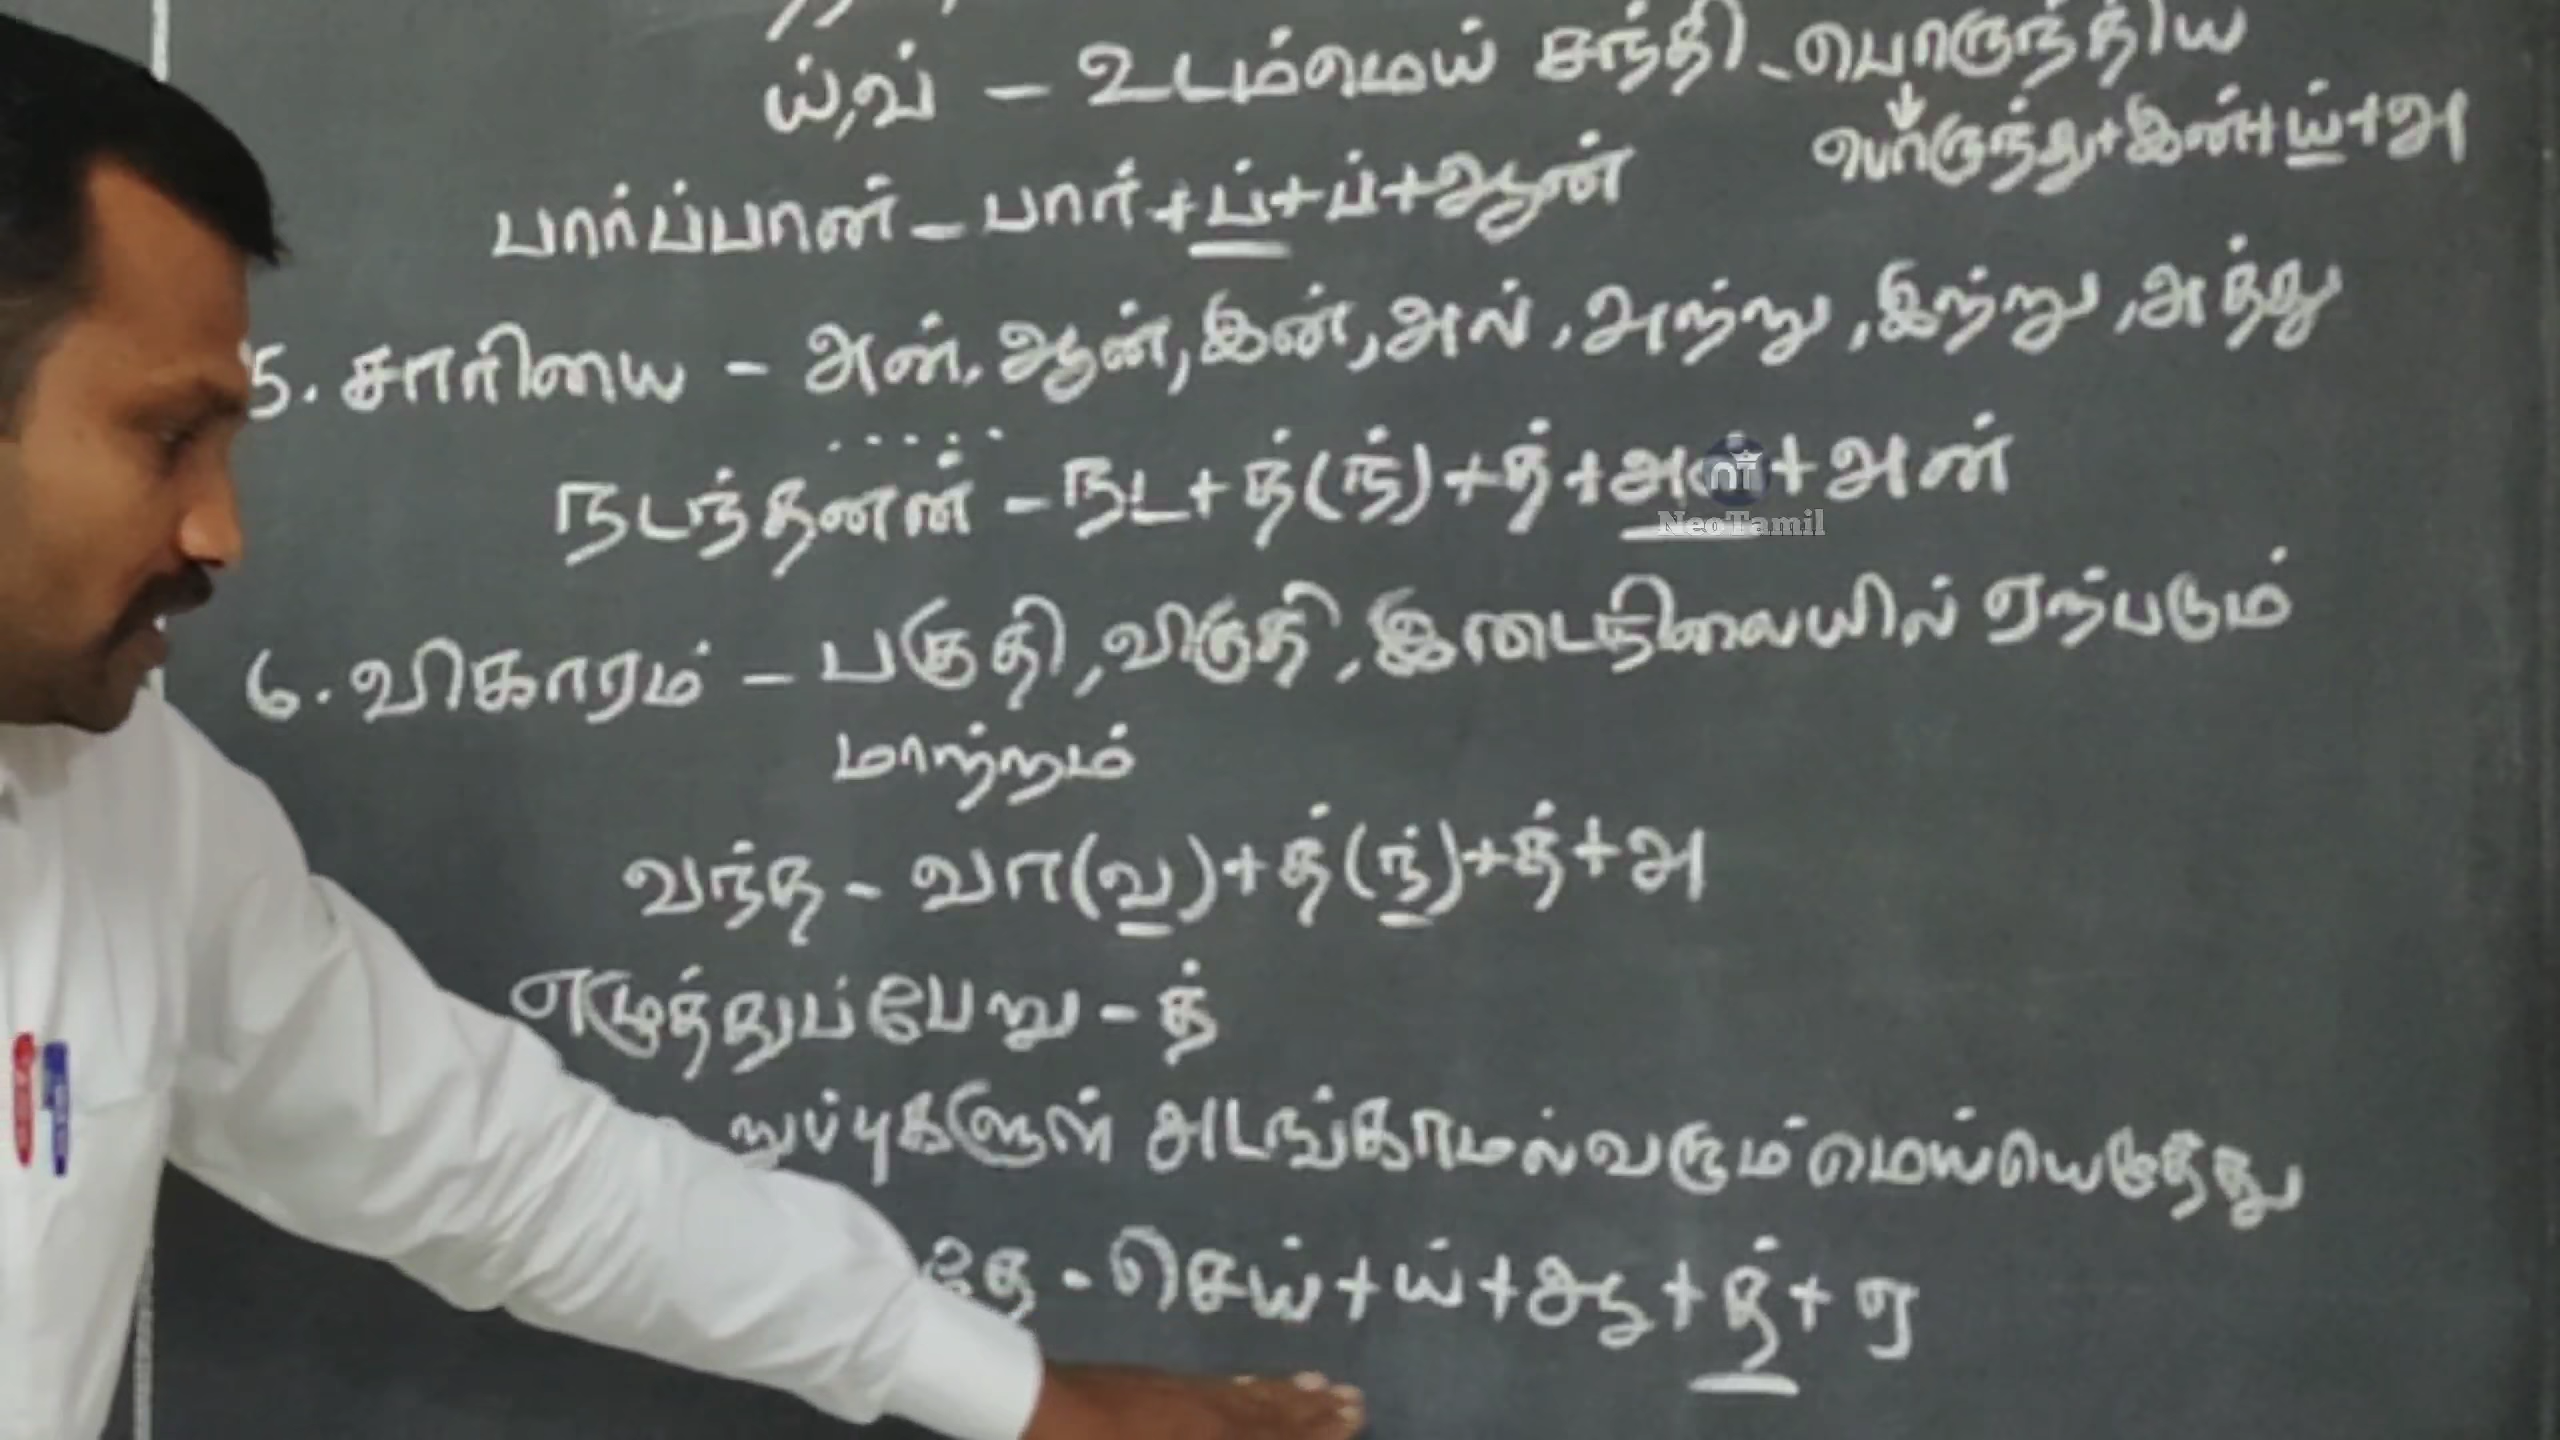 ய்,வ் - உடம்மெய் சந்தி - பொருந்திய
பொருந்து+இன்+ய்+அ
பார்ப்பான் - பார்+ப்+ப்+ஆன்
5. சாரியை - அன், ஆன், இன், அல், அற்று, இற்று, அத்து
நடந்தனன் - நட+த்(ந்)+த்+அன்+அன்
NeoTamil
6. விகாரம் - பகுதி, விகுதி, இடைநிலையில் ஏற்படும்
மாற்றம்
வந்த - வா(வ)+த்(ந்)+த்+அ
எழுத்துப்பேறு - த்
றுப்புகளுள் அடங்காமல் வரும் மெய்யெழுத்து
தே - செய்+ய்+ஆ+த்+ஏ